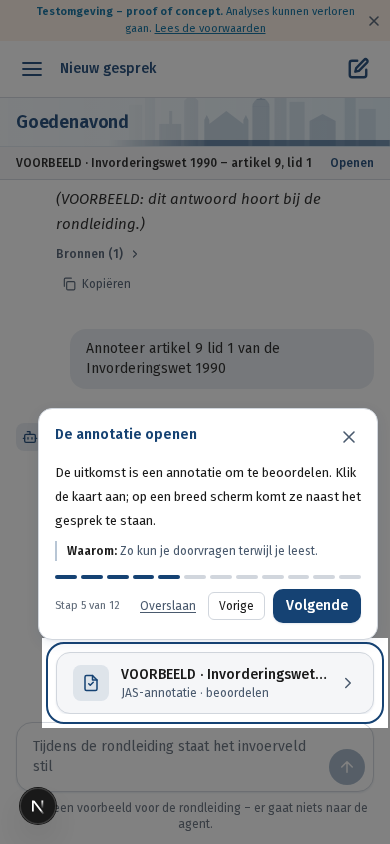 Testomgeving – proof of concept. Analyses kunnen verloren
gaan. Lees de voorwaarden
Nieuw gesprek
Goedenavond
VOORBEELD · Invorderingswet 1990 – artikel 9, lid 1 Openen
(VOORBEELD: dit antwoord hoort bij de
rondleiding.)
Bronnen (1)
Kopiëren
Annoteer artikel 9 lid 1 van de
Invorderingswet 1990
De annotatie openen
De uitkomst is een annotatie om te beoordelen. Klik
de kaart aan; op een breed scherm komt ze naast het
gesprek te staan.
Waarom: Zo kun je doorvragen terwijl je leest.
Stap 5 van 12 Overslaan Vorige Volgende
VOORBEELD · Invorderingswet...
JAS-annotatie · beoordelen
Tijdens de rondleiding staat het invoerveld
stil
N
een voorbeeld voor de rondleiding – er gaat niets naar de
agent.